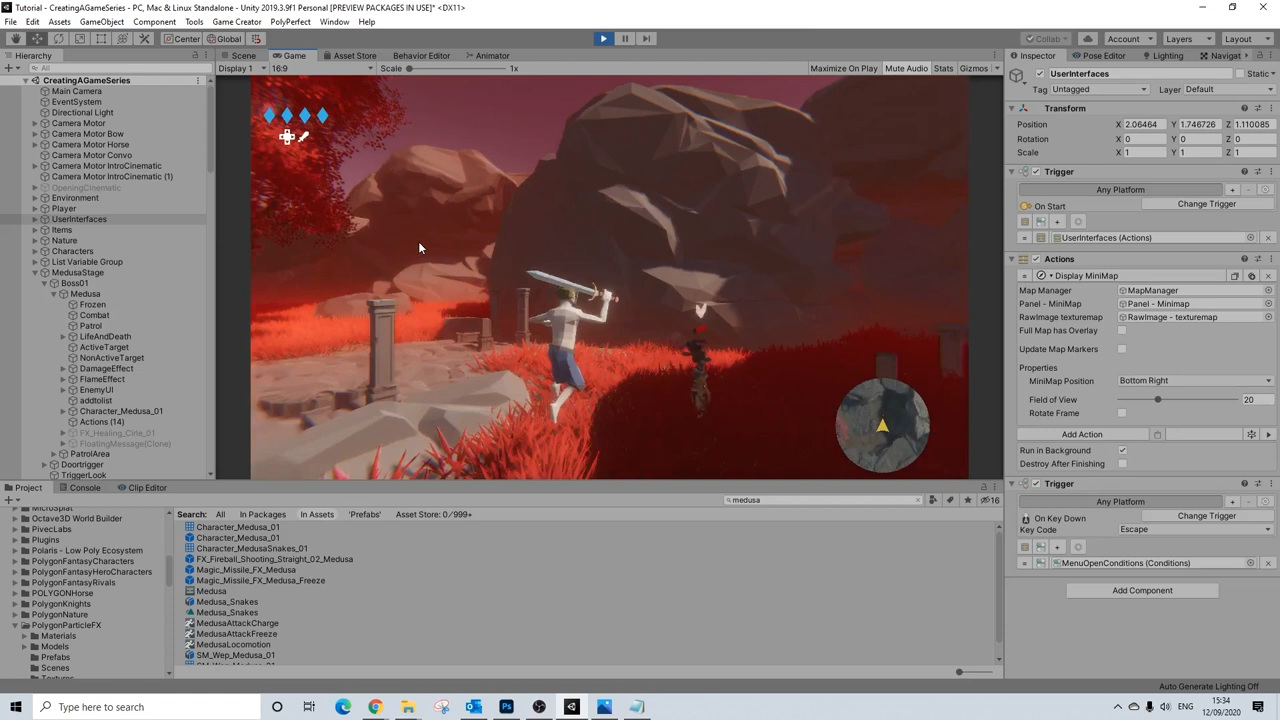 Tutorial - CreatingAGameSeries - PC, Mac & Linux Standalone - Unity 2019.3.9f1 Personal [PREVIEW PACKAGES IN USE]* <DX11>
File Edit Assets GameObject Component Tools Game Creator PolyPerfect Window Help
Center Global Collab Account Layers Layout
Hierarchy Scene Game Asset Store Behavior Editor Animator Inspector Pose Editor Lighting Navigat
All Display 1 16:9 Scale 1x Maximize On Play Mute Audio Stats Gizmos
CreatingAGameSeries
Main Camera
EventSystem
Directional Light
Camera Motor
Camera Motor Bow
Camera Motor Horse
Camera Motor Convo
Camera Motor IntroCinematic
Camera Motor IntroCinematic (1)
OpeningCinematic
Environment
Player
UserInterfaces
Items
Nature
Characters
List Variable Group
MedusaStage
Boss01
Medusa
Frozen
Combat
Patrol
LifeAndDeath
ActiveTarget
NonActiveTarget
DamageEffect
FlameEffect
EnemyUI
addtolist
Character_Medusa_01
Actions (14)
FX_Healing_Cirle_01
FloatingMessage(Clone)
PatrolArea
Doortrigger
TriggerLook
UserInterfaces Static
Tag Untagged Layer Default
Transform
Position X 2.06464 Y 1.746726 Z 1.110085
Rotation X 0 Y 0 Z 0
Scale X 1 Y 1 Z 1
Trigger
Any Platform
On Start Change Trigger
UserInterfaces (Actions)
Actions
Display MiniMap
Map Manager MapManager
Panel - MiniMap Panel - Minimap
RawImage texturemap RawImage - texturemap
Full Map has Overlay
Update Map Markers
Properties
MiniMap Position Bottom Right
Field of View 20
Rotate Frame
Add Action
Run in Background
Destroy After Finishing
Trigger
Any Platform
On Key Down Change Trigger
Key Code Escape
MenuOpenConditions (Conditions)
Add Component
Project Console Clip Editor
medusa 16
Search: All In Packages In Assets 'Prefabs' Asset Store: 0/999+
MicroSplat
Octave3D World Builder
PivecLabs
Plugins
Polaris - Low Poly Ecosystem
PolygonFantasyCharacters
PolygonFantasyHeroCharacters
PolygonFantasyRivals
POLYGONHorse
PolygonKnights
PolygonNature
PolygonParticleFX
Materials
Models
Prefabs
Scenes
Textures
Character_Medusa_01
Character_Medusa_01
Character_MedusaSnakes_01
FX_Fireball_Shooting_Straight_02_Medusa
Magic_Missile_FX_Medusa
Magic_Missile_FX_Medusa_Freeze
Medusa
Medusa_Snakes
Medusa_Snakes
MedusaAttackCharge
MedusaAttackFreeze
MedusaLocomotion
SM_Wep_Medusa_01
SM_Wep_Medusa_01
Auto Generate Lighting Off
Type here to search
ENG
15:34
12/09/2020